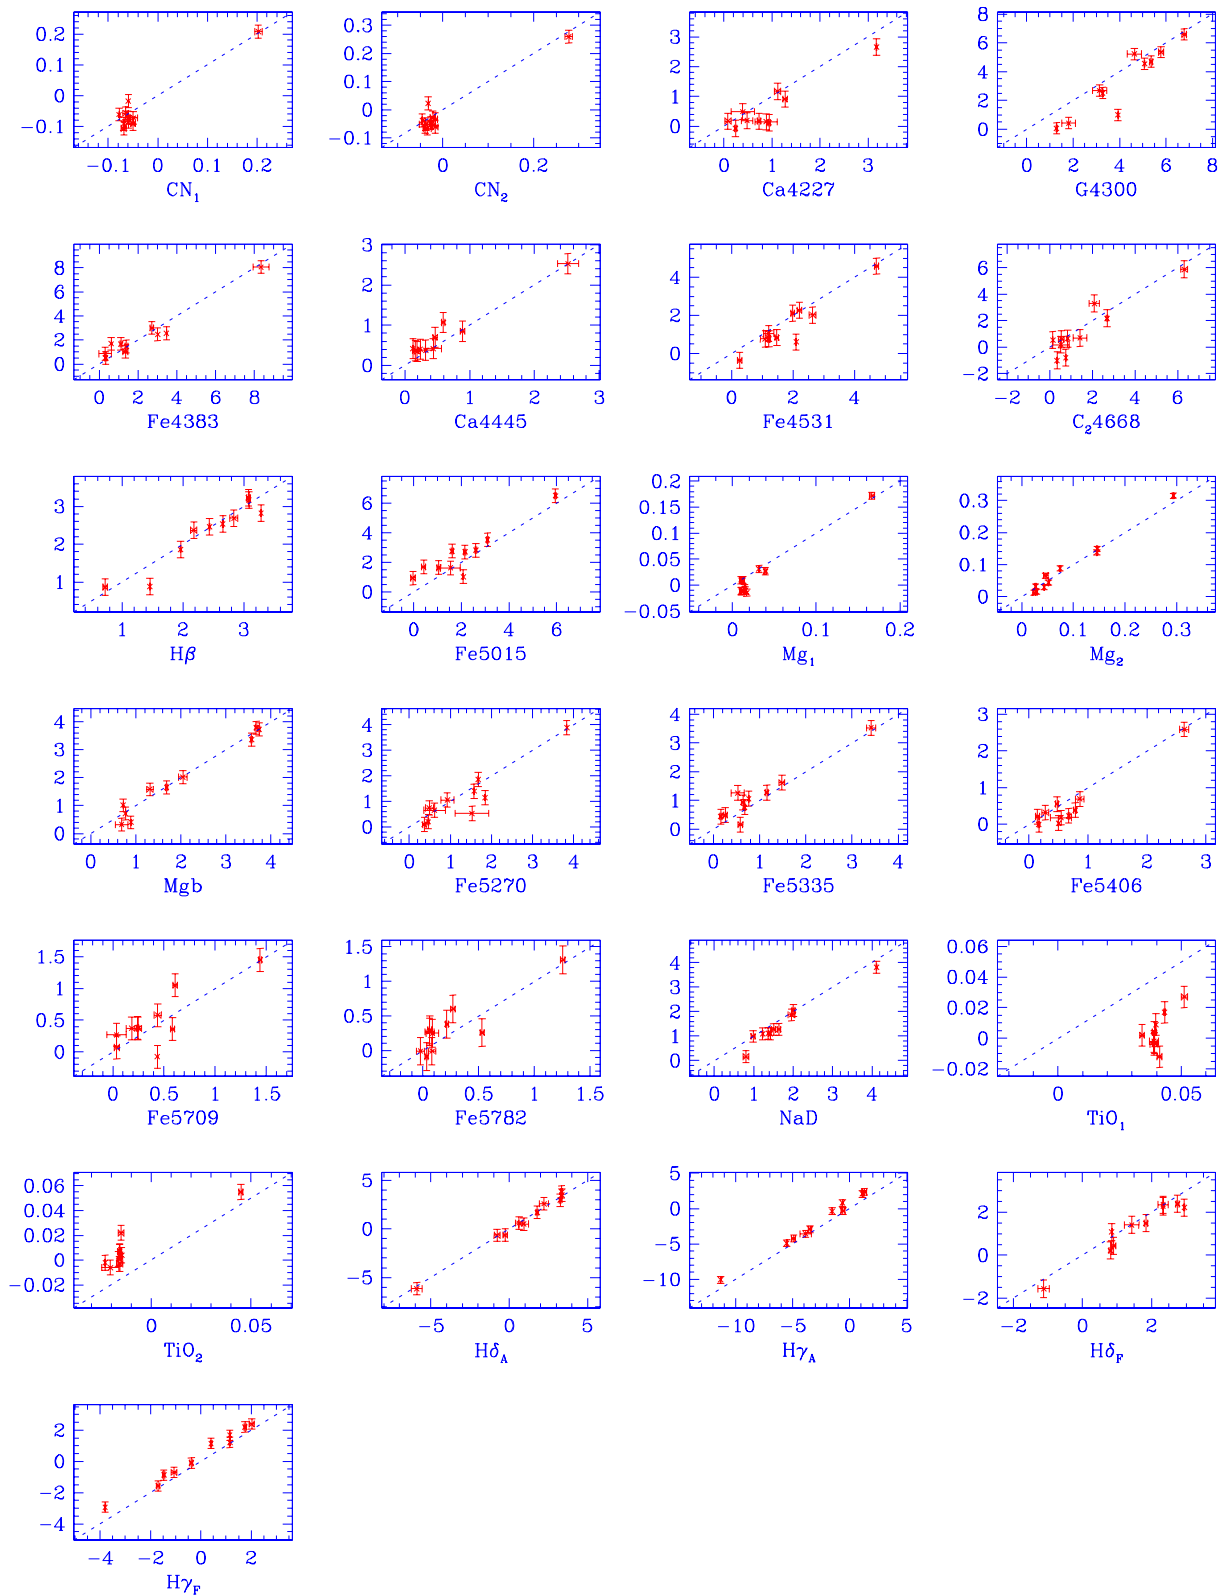 0.2
0.1
0
−0.1
−0.1 0 0.1 0.2
CN₁
0.3
0.2
0.1
0
−0.1
0 0.2
CN₂
3
2
1
0
0 1 2 3
Ca4227
8
6
4
2
0
0 2 4 6 8
G4300
8
6
4
2
0
0 2 4 6 8
Fe4383
3
2
1
0
0 1 2 3
Ca4445
4
2
0
0 2 4
Fe4531
6
4
2
0
−2
−2 0 2 4 6
C₂4668
3
2
1
1 2 3
Hβ
6
4
2
0
0 2 4 6
Fe5015
0.2
0.15
0.1
0.05
0
−0.05
0 0.1 0.2
Mg₁
0.3
0.2
0.1
0
0 0.1 0.2 0.3
Mg₂
4
3
2
1
0
0 1 2 3 4
Mgb
4
3
2
1
0
0 1 2 3 4
Fe5270
4
3
2
1
0
0 1 2 3 4
Fe5335
3
2
1
0
0 1 2 3
Fe5406
1.5
1
0.5
0
0 0.5 1 1.5
Fe5709
1.5
1
0.5
0
0 0.5 1 1.5
Fe5782
4
3
2
1
0
0 1 2 3 4
NaD
0.06
0.04
0.02
0
−0.02
0 0.05
TiO₁
0.06
0.04
0.02
0
−0.02
0 0.05
TiO₂
5
0
−5
−5 0 5
Hδ_A
5
0
−5
−10
−10 −5 0 5
Hγ_A
2
0
−2
−2 0 2
Hδ_F
2
0
−2
−4
−4 −2 0 2
Hγ_F